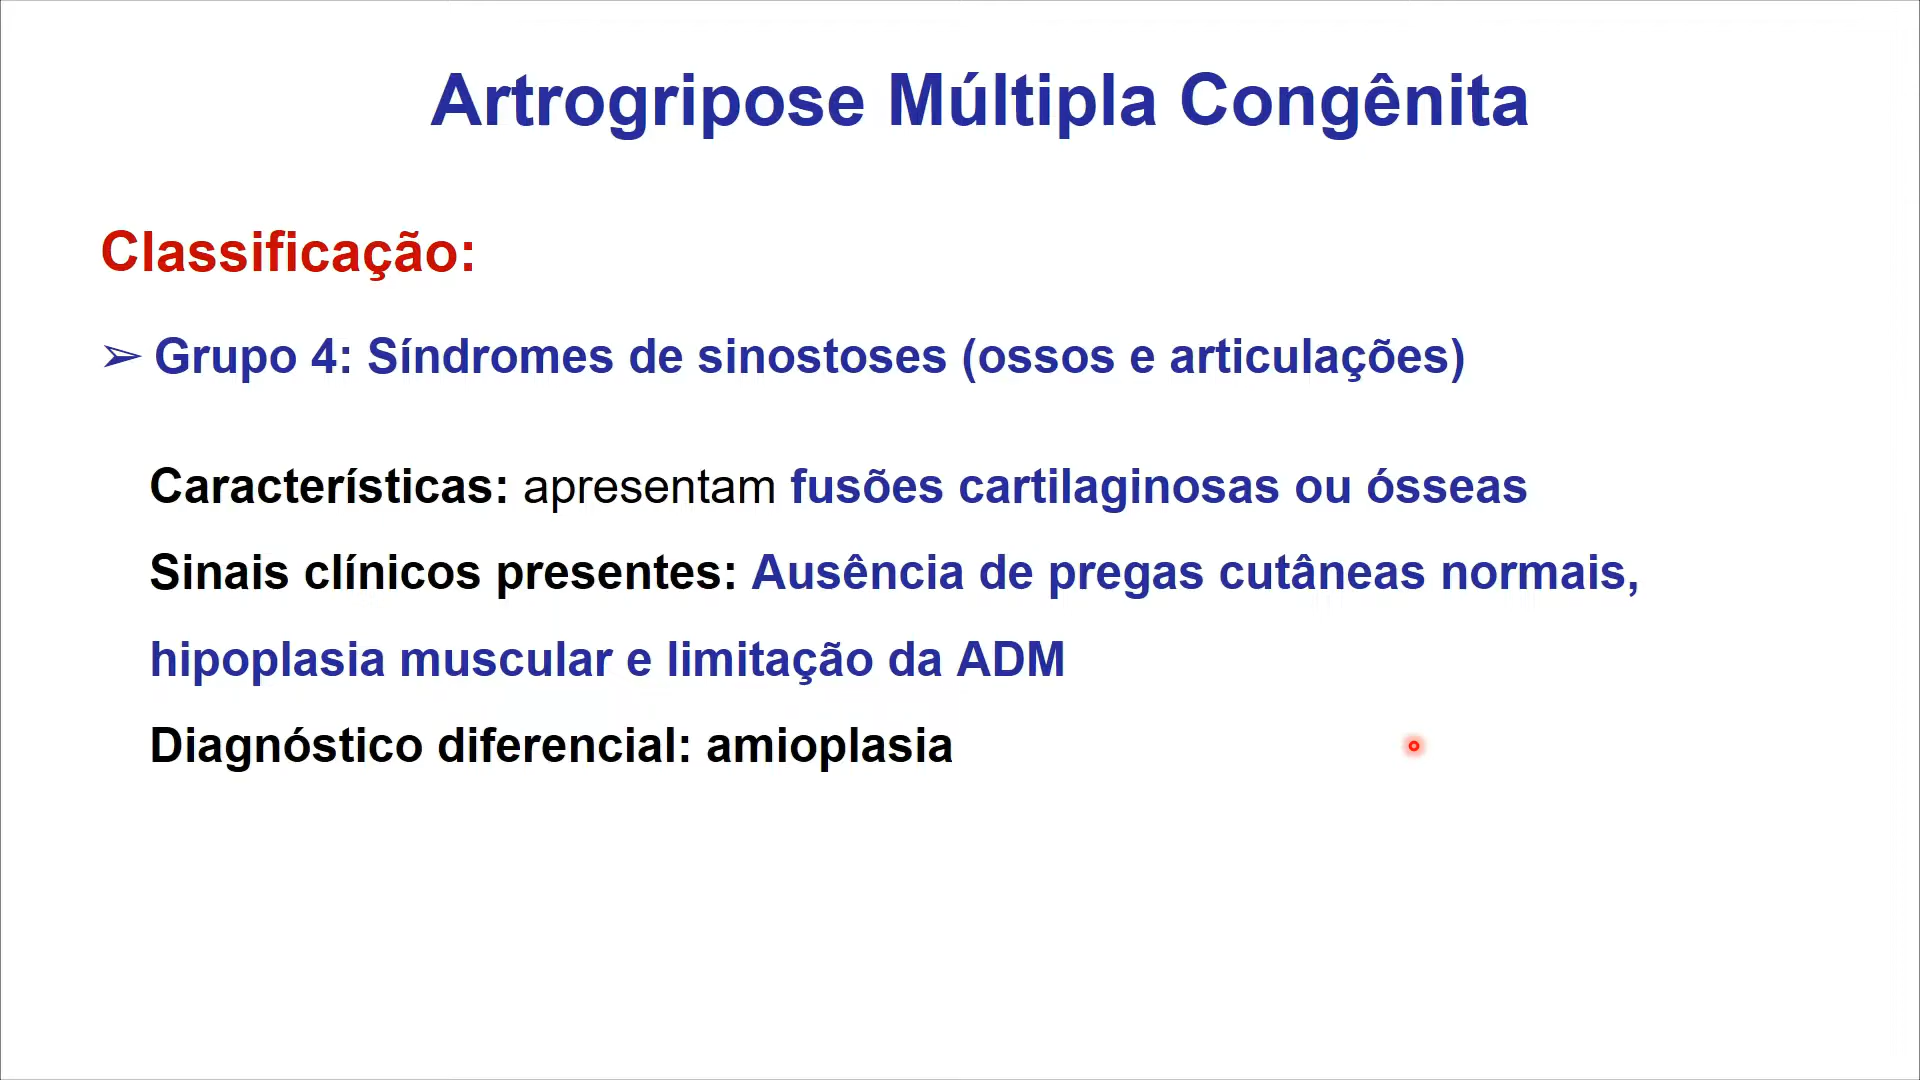 Artrogripose Múltipla Congênita
Classificação:
➢ Grupo 4: Síndromes de sinostoses (ossos e articulações)
Características: apresentam fusões cartilaginosas ou ósseas
Sinais clínicos presentes: Ausência de pregas cutâneas normais,
hipoplasia muscular e limitação da ADM
Diagnóstico diferencial: amioplasia